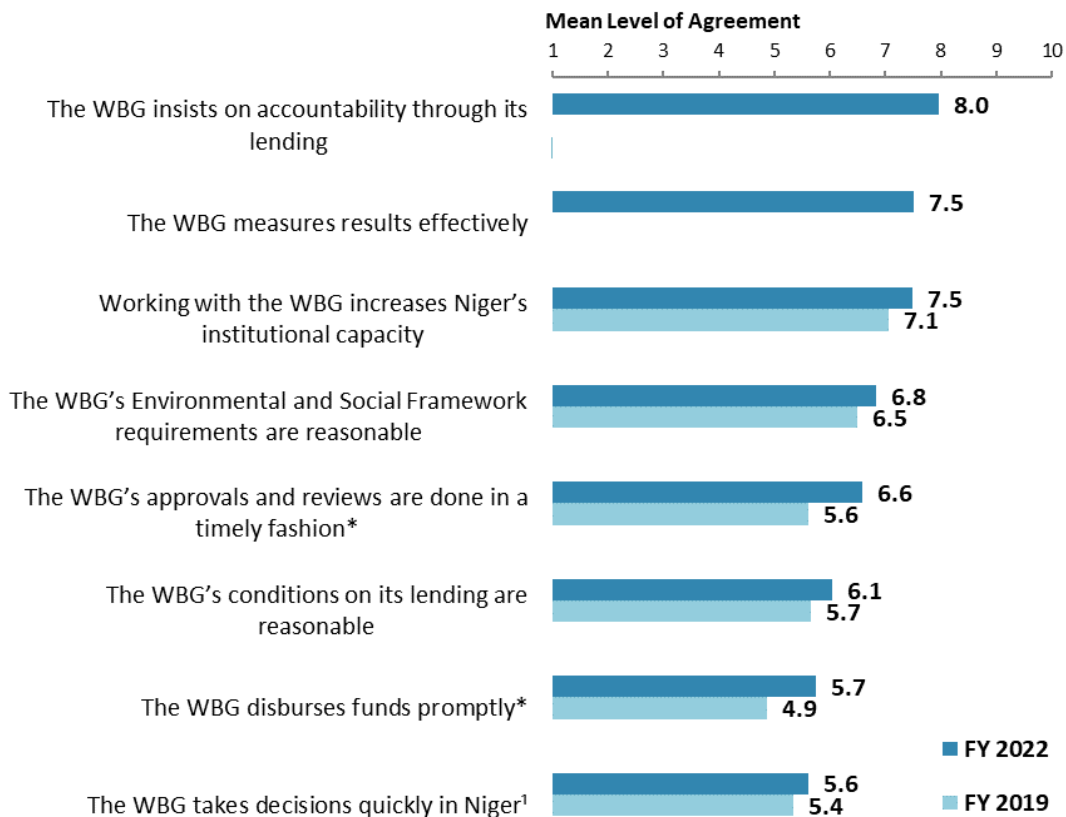 Mean Level of Agreement
1 2 3 4 5 6 7 8 9 10
The WBG insists on accountability through its
lending
8.0
The WBG measures results effectively
7.5
Working with the WBG increases Niger’s
institutional capacity
7.5
7.1
The WBG’s Environmental and Social Framework
requirements are reasonable
6.8
6.5
The WBG’s approvals and reviews are done in a
timely fashion*
6.6
5.6
The WBG’s conditions on its lending are
reasonable
6.1
5.7
The WBG disburses funds promptly*
5.7
4.9
The WBG takes decisions quickly in Niger¹
5.6
5.4
FY 2022
FY 2019